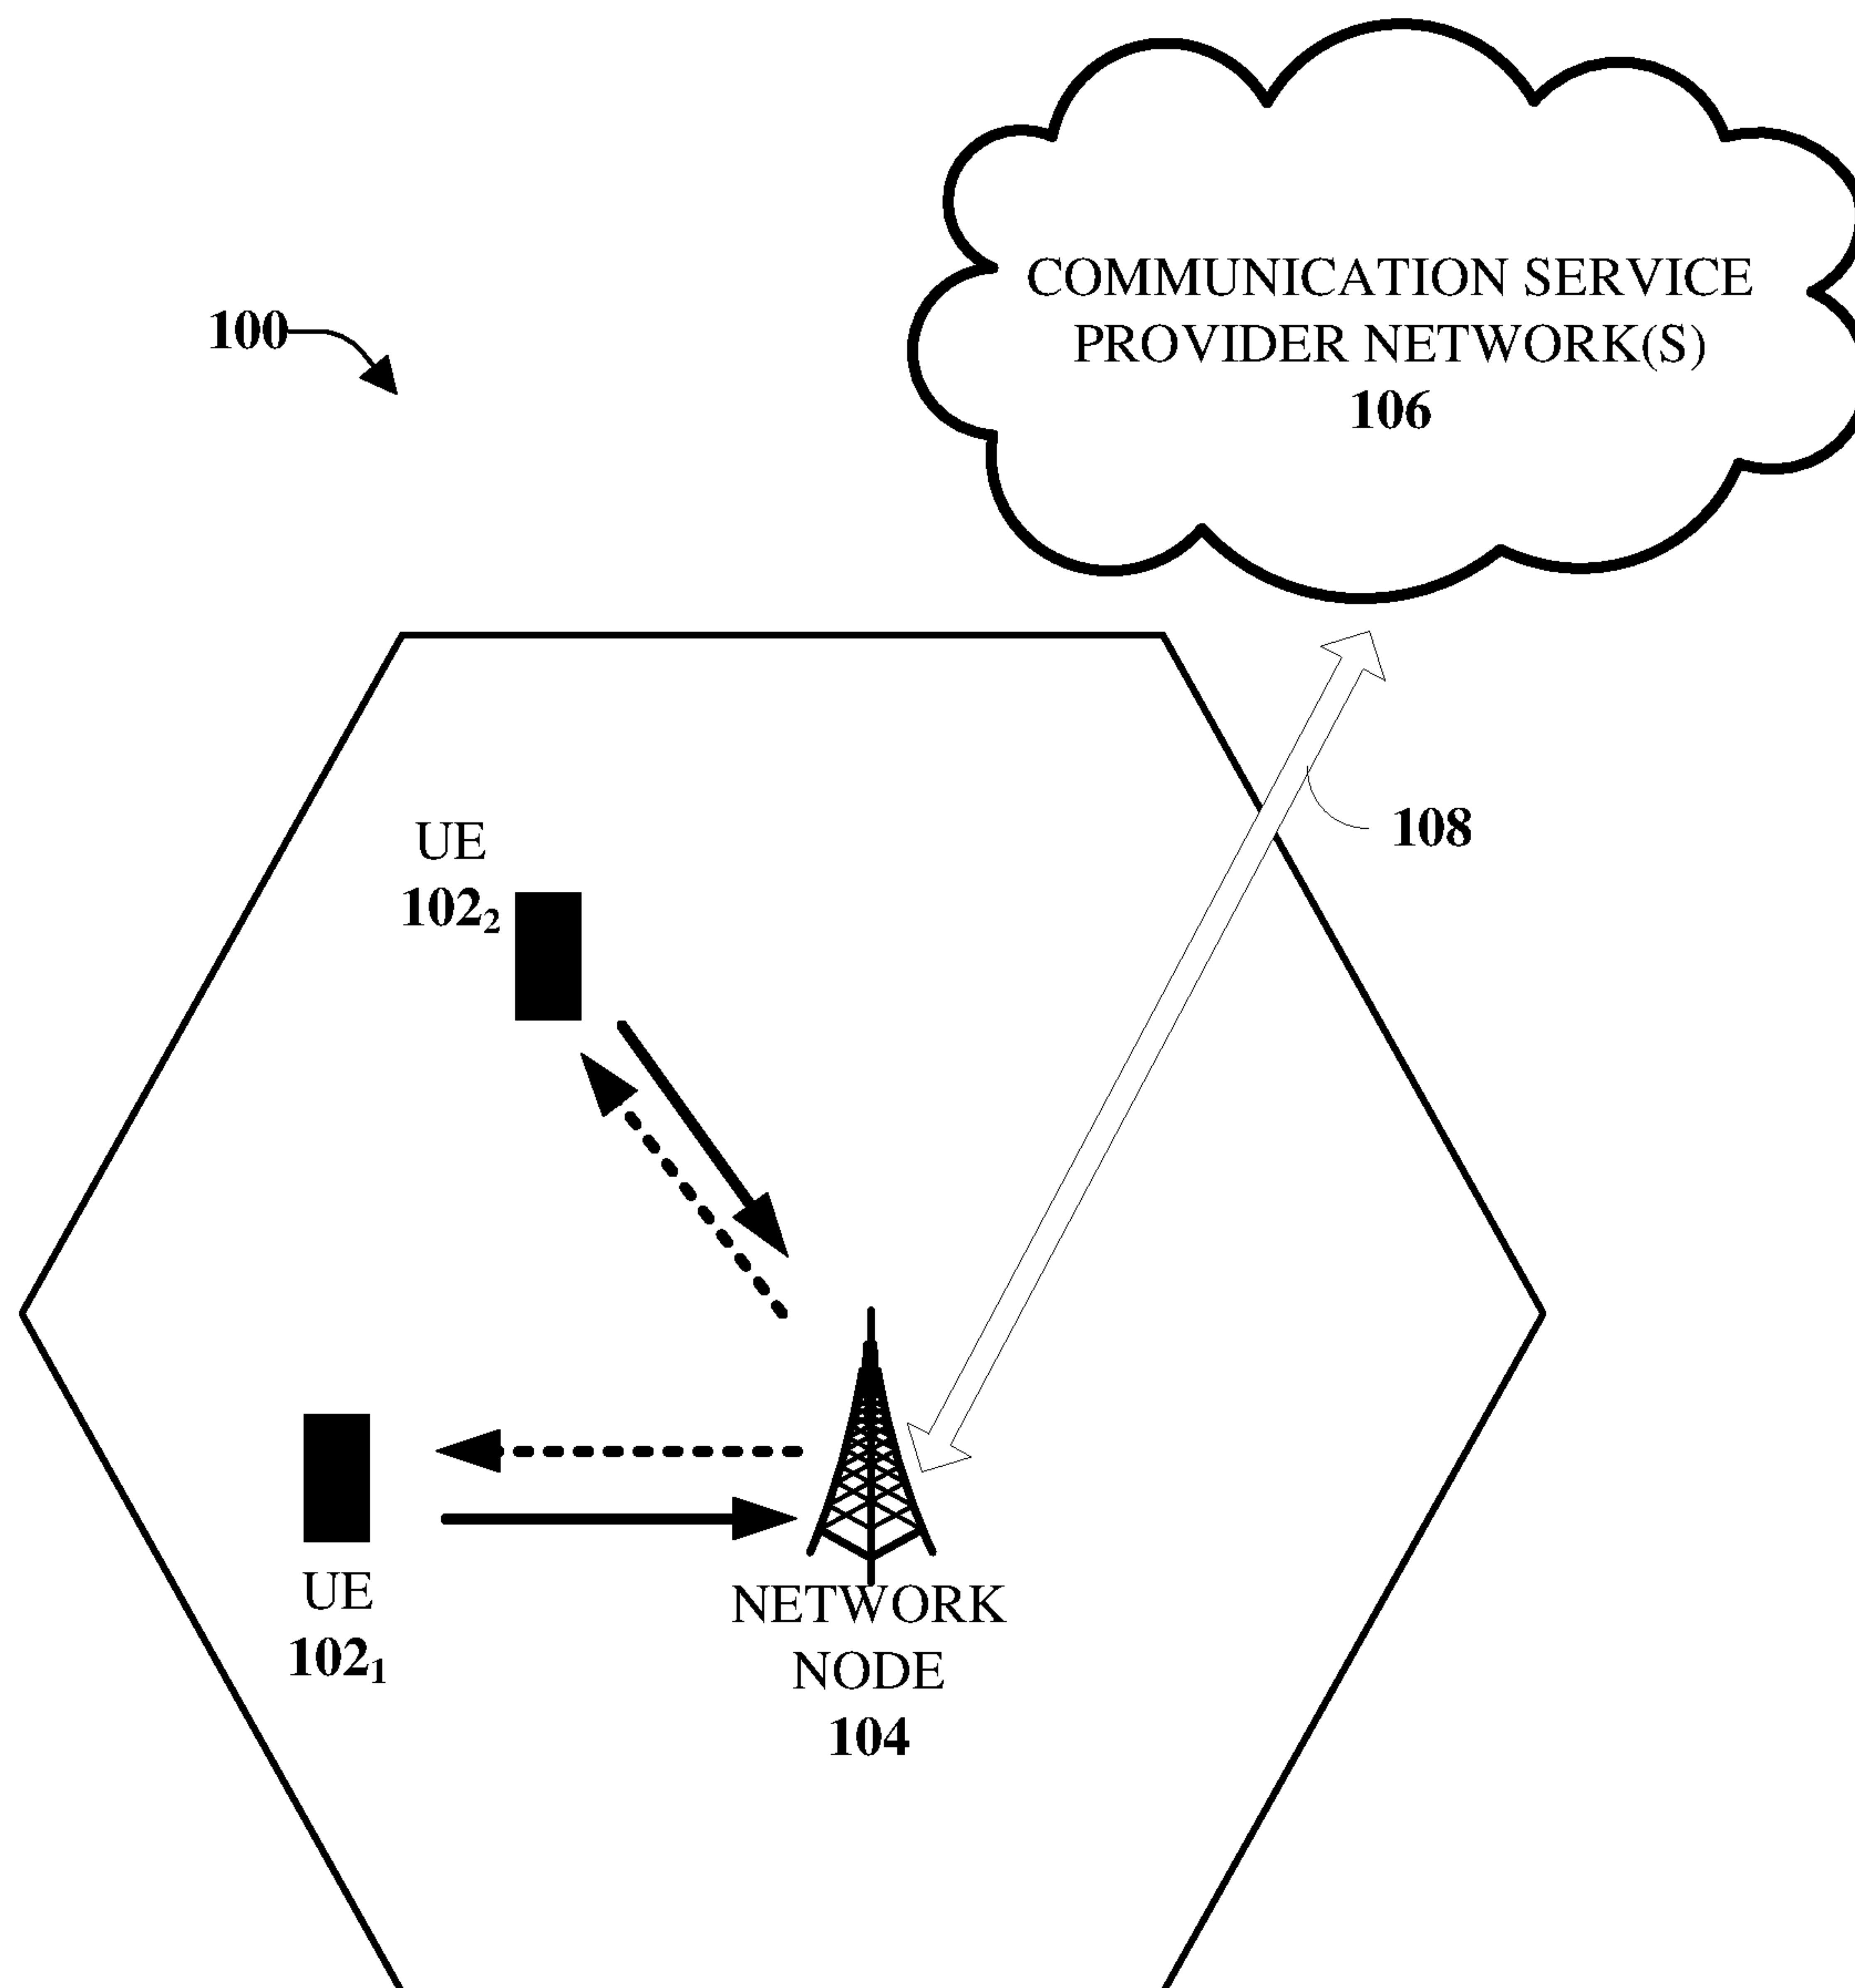 100
COMMUNICATION SERVICE
PROVIDER NETWORK(S)
106
108
UE
102₂
UE
102₁
NETWORK
NODE
104